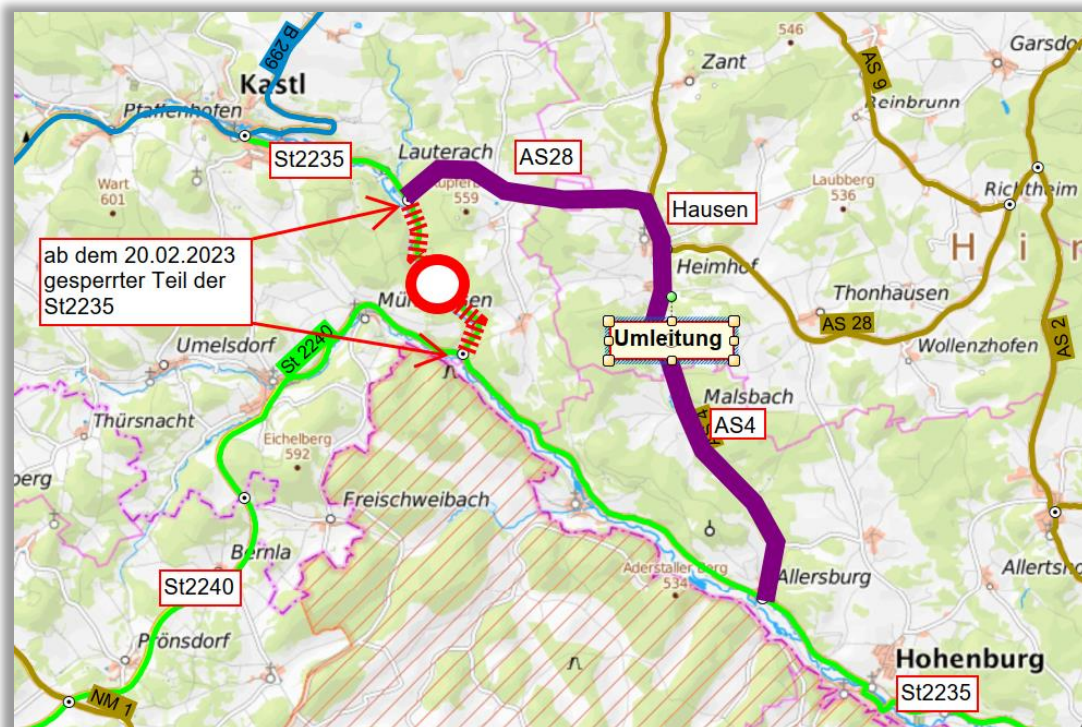 B 299
546
Zant
AS 9
Kastl
Pfaffenhofen
Beinbrunn
St2235
Lauterach
AS28
Wart
601
559
Laubberg
536
Richtheim
Hausen
ab dem 20.02.2023
gesperrter Teil der
St2235
Heimhof
Thonhausen
AS 28
AS 2
Umelsdorf
St 2240
Umleitung
Wollenzhofen
Malsbach
AS4
Thürsnacht
Eichelberg
592
Freischweibach
Bernla
St2240
Aderstaller Berg
534
Allersburg
Prönsdorf
NM 1
Hohenburg
St2235